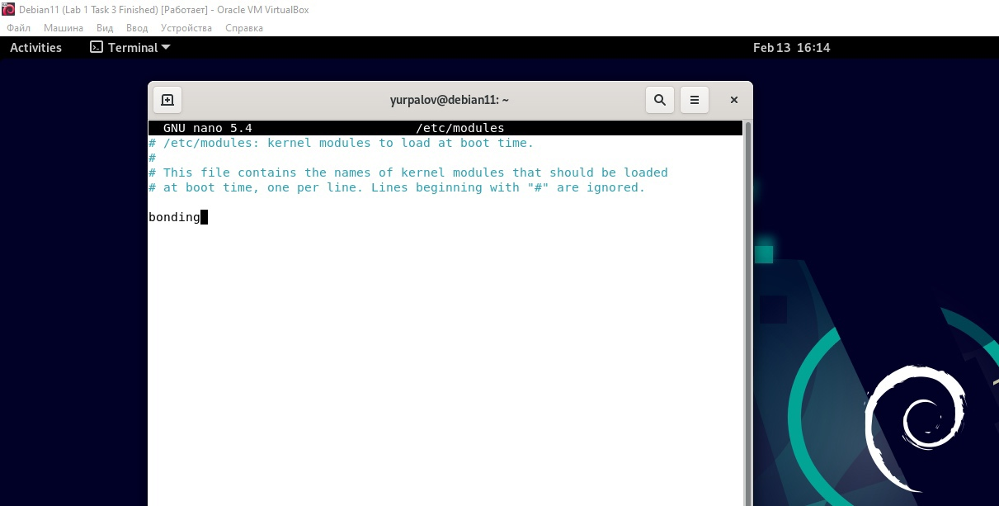 Debian11 (Lab 1 Task 3 Finished) [Работает] - Oracle VM VirtualBox
Файл Машина Вид Ввод Устройства Справка
Activities Terminal Feb 13 16:14
yurpalov@debian11: ~
GNU nano 5.4 /etc/modules
# /etc/modules: kernel modules to load at boot time.
#
# This file contains the names of kernel modules that should be loaded
# at boot time, one per line. Lines beginning with "#" are ignored.
bonding